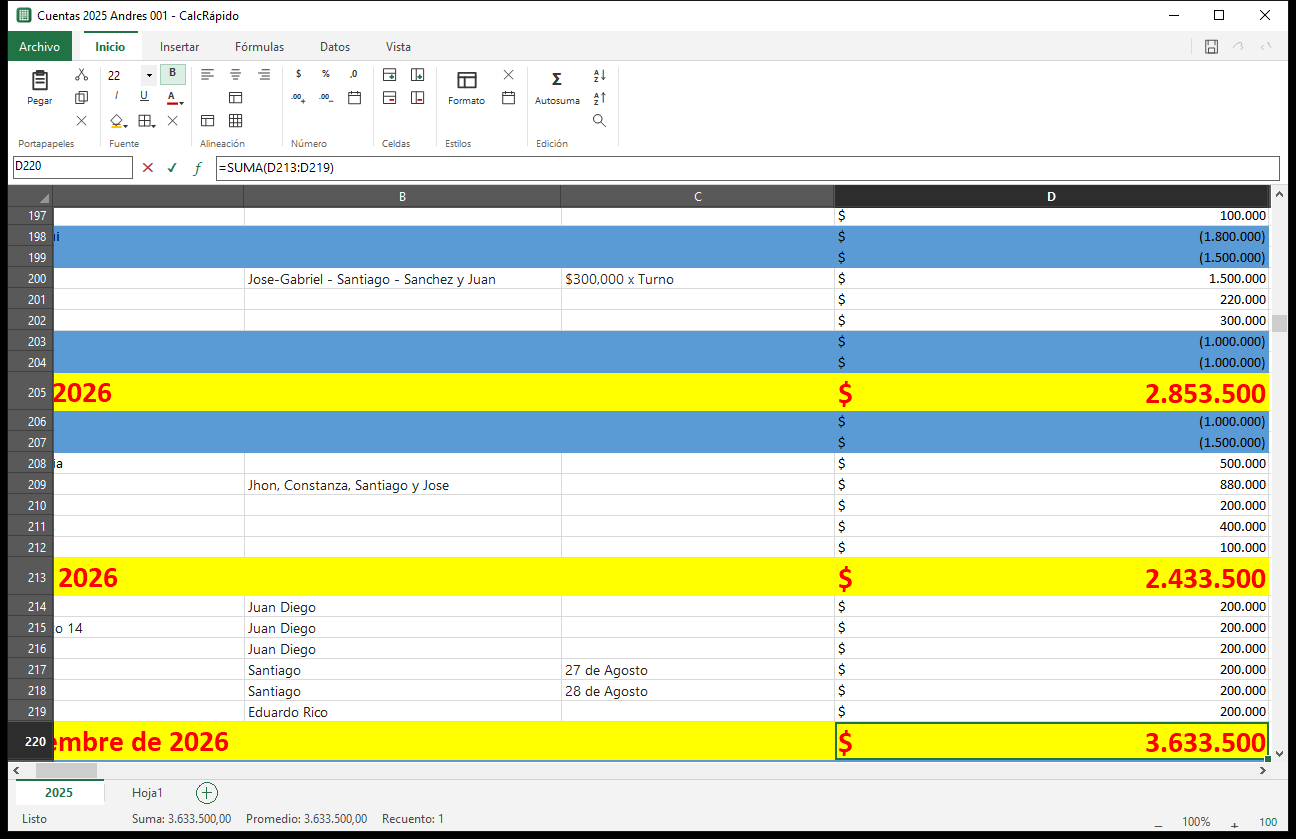 Cuentas 2025 Andres 001 - CalcRápido
Archivo Inicio Insertar Fórmulas Datos Vista
Pegar 22 B I U A $ % ,0 .00 .00 Formato Σ Autosuma A Z A Z
Portapapeles Fuente Alineación Número Celdas Estilos Edición
D220 =SUMA(D213:D219)
B C D
197 $ 100.000
198 $ (1.800.000)
199 $ (1.500.000)
200 Jose-Gabriel - Santiago - Sanchez y Juan $300,000 x Turno $ 1.500.000
201 $ 220.000
202 $ 300.000
203 $ (1.000.000)
204 $ (1.000.000)
205 2026 $ 2.853.500
206 $ (1.000.000)
207 $ (1.500.000)
208 ia $ 500.000
209 Jhon, Constanza, Santiago y Jose $ 880.000
210 $ 200.000
211 $ 400.000
212 $ 100.000
213 2026 $ 2.433.500
214 Juan Diego $ 200.000
215 o 14 Juan Diego $ 200.000
216 Juan Diego $ 200.000
217 Santiago 27 de Agosto $ 200.000
218 Santiago 28 de Agosto $ 200.000
219 Eduardo Rico $ 200.000
220 embre de 2026 $ 3.633.500
2025 Hoja1
Listo Suma: 3.633.500,00 Promedio: 3.633.500,00 Recuento: 1 100% 100